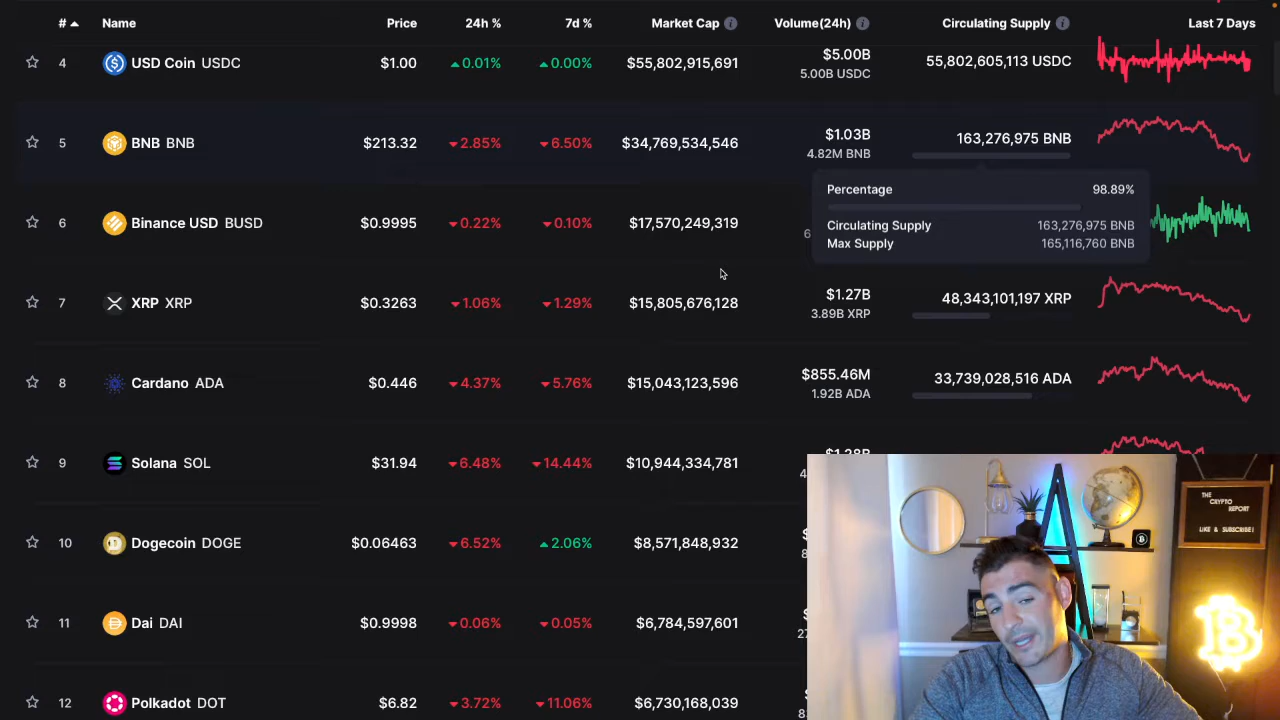 # Name Price 24h % 7d % Market Cap Volume(24h) Circulating Supply Last 7 Days
4 USD Coin USDC $1.00 0.01% 0.00% $55,802,915,691 $5.00B 55,802,605,113 USDC
5.00B USDC
5 BNB BNB $213.32 2.85% 6.50% $34,769,534,546 $1.03B 163,276,975 BNB
4.82M BNB
Percentage 98.89%
6 Binance USD BUSD $0.9995 0.22% 0.10% $17,570,249,319
Circulating Supply 163,276,975 BNB
Max Supply 165,116,760 BNB
7 XRP XRP $0.3263 1.06% 1.29% $15,805,676,128 $1.27B 48,343,101,197 XRP
3.89B XRP
8 Cardano ADA $0.446 4.37% 5.76% $15,043,123,596 $855.46M 33,739,028,516 ADA
1.92B ADA
9 Solana SOL $31.94 6.48% 14.44% $10,944,334,781
10 Dogecoin DOGE $0.06463 6.52% 2.06% $8,571,848,932
11 Dai DAI $0.9998 0.06% 0.05% $6,784,597,601
12 Polkadot DOT $6.82 3.72% 11.06% $6,730,168,039
THE
CRYPTO
REPORT
LIKE & SUBSCRIBE!